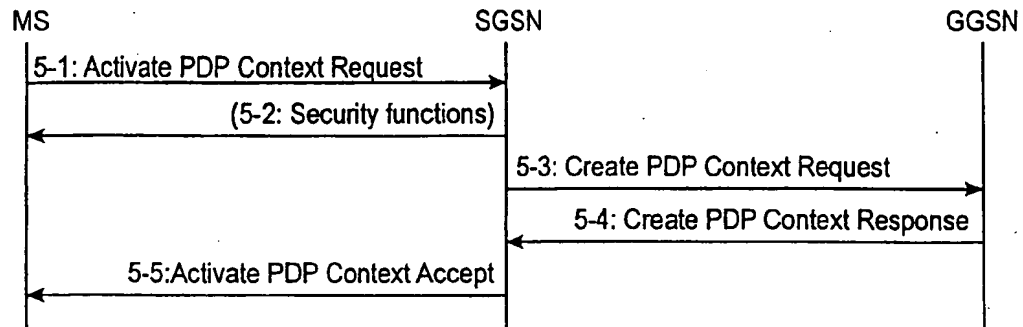 MS SGSN GGSN
5-1: Activate PDP Context Request
(5-2: Security functions)
5-3: Create PDP Context Request
5-4: Create PDP Context Response
5-5:Activate PDP Context Accept